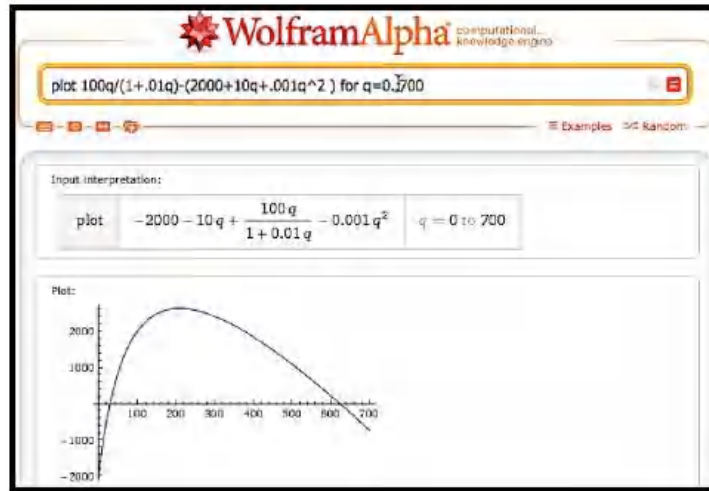 WolframAlpha computational...
knowledge engine
plot 100q/(1+.01q)-(2000+10q+.001q^2 ) for q=0..700
Examples Random
Input interpretation:
plot -2000 - 10 q + 100 q / 1 + 0.01 q - 0.001 q² q = 0 to 700
Plot:
2000
1000
100 200 300 400 500 600 700
-1000
-2000